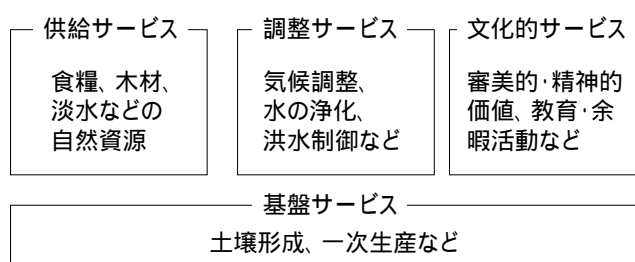 供給サービス
食糧、木材、
淡水などの
自然資源
調整サービス
気候調整、
水の浄化、
洪水制御など
文化的サービス
審美的・精神的
価値、教育・余
暇活動など
基盤サービス
土壌形成、一次生産など